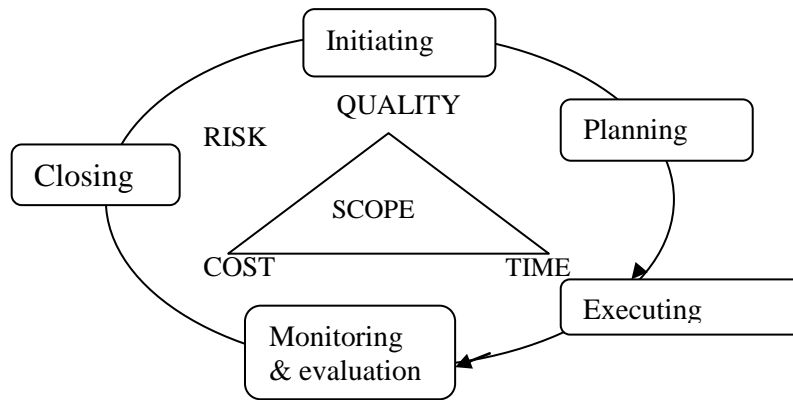 Initiating
QUALITY
RISK
Planning
Closing
SCOPE
COST
TIME
Executing
Monitoring
& evaluation